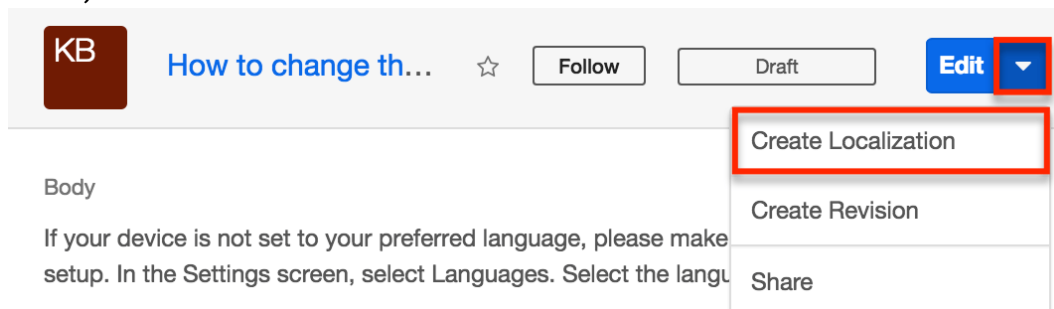 KB
How to change th...
Follow
Draft
Edit
Create Localization
Create Revision
Share
Body
If your device is not set to your preferred language, please make
setup. In the Settings screen, select Languages. Select the langu